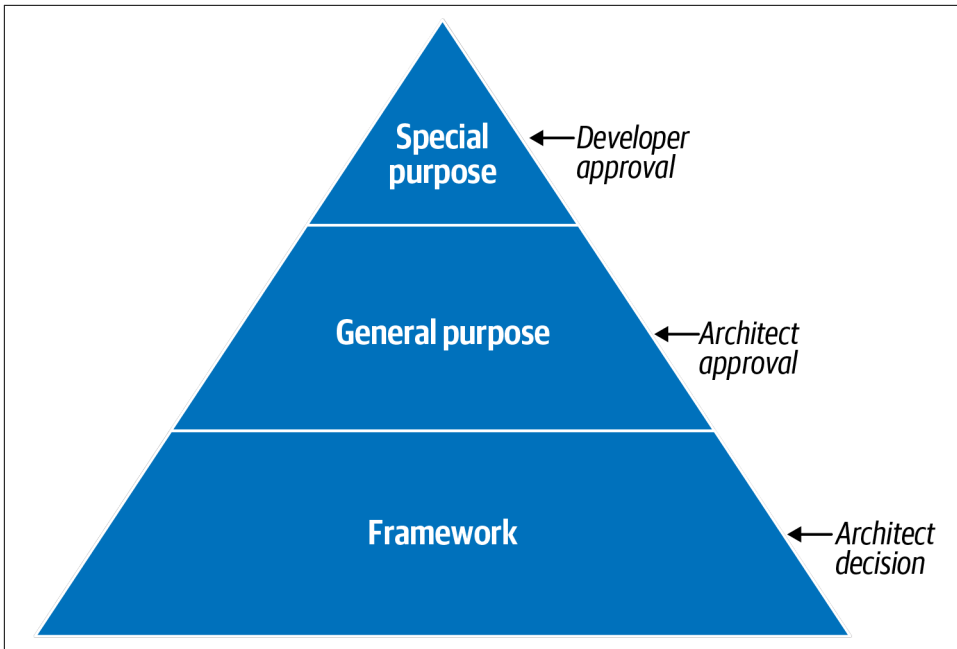 Special
purpose
Developer
approval
General purpose
Architect
approval
Framework
Architect
decision